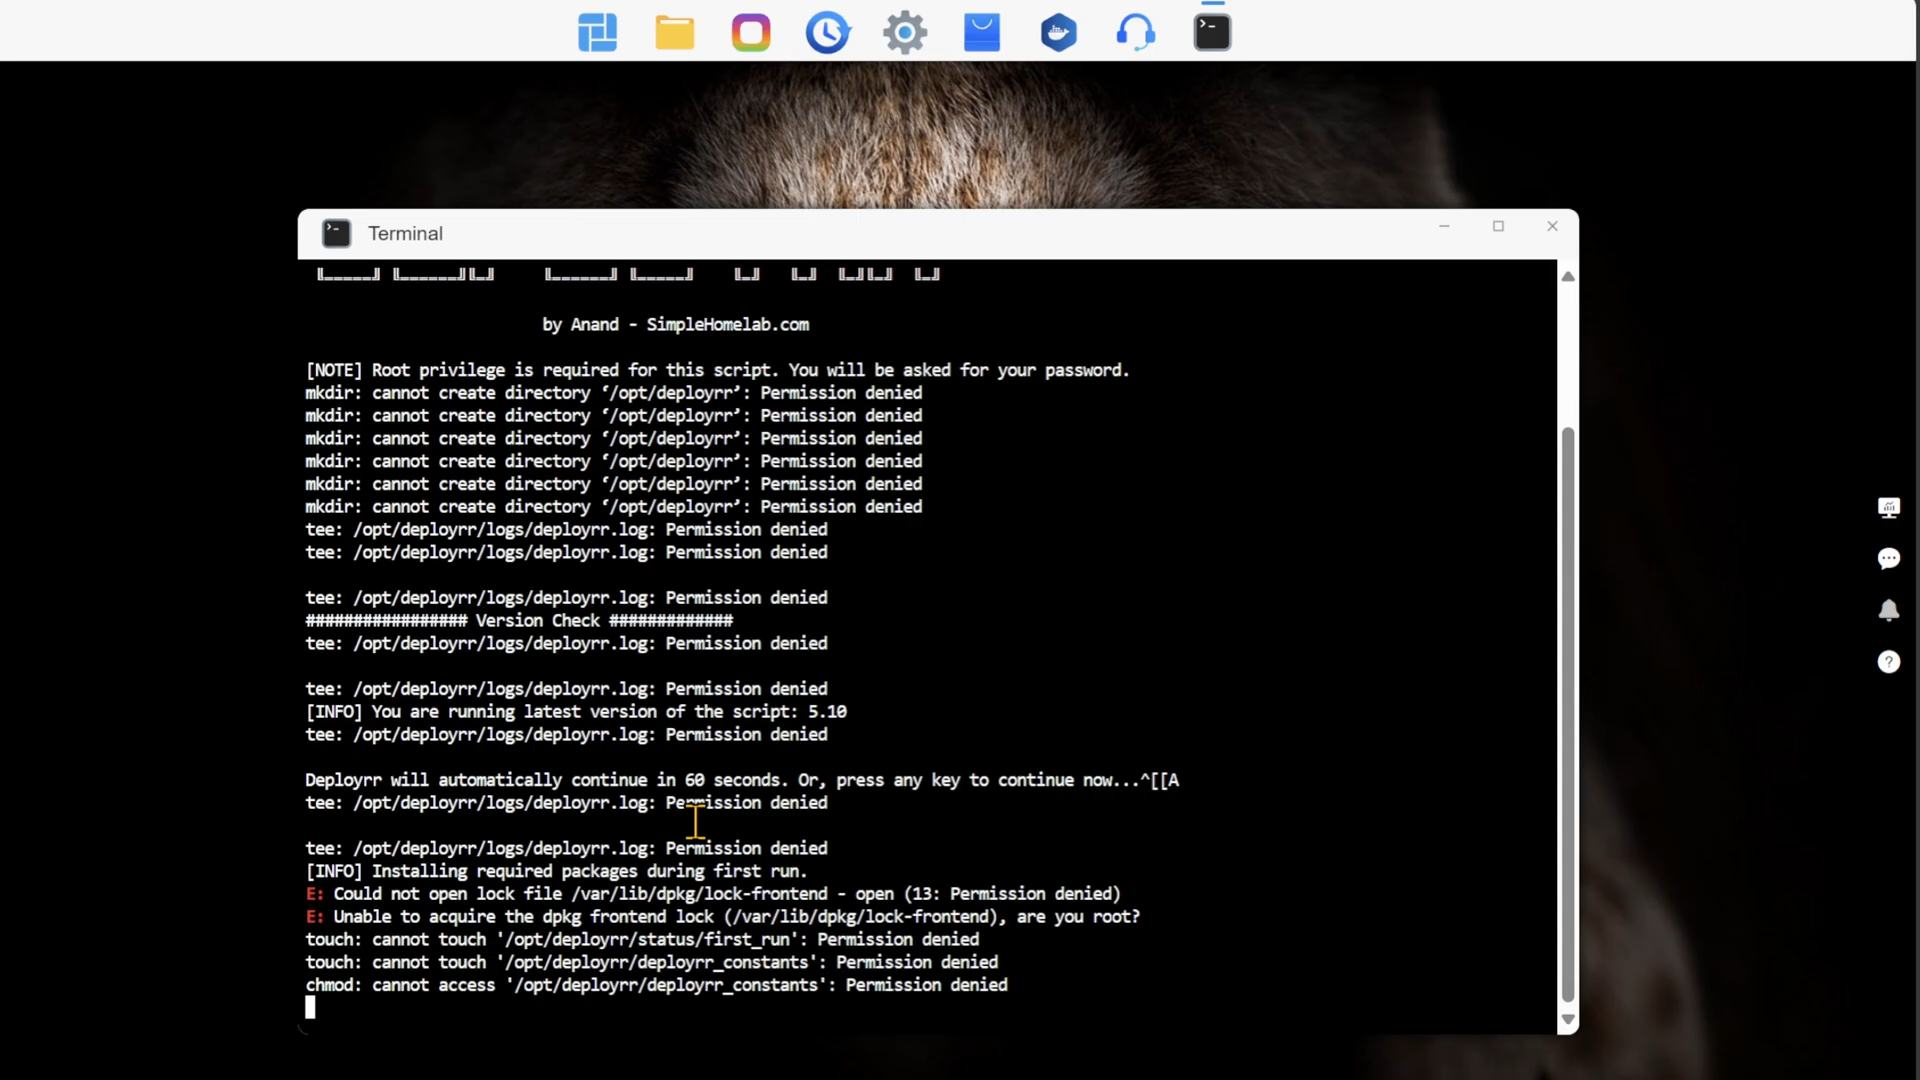 Terminal
by Anand - SimpleHomelab.com
[NOTE] Root privilege is required for this script. You will be asked for your password.
mkdir: cannot create directory ‘/opt/deployrr’: Permission denied
mkdir: cannot create directory ‘/opt/deployrr’: Permission denied
mkdir: cannot create directory ‘/opt/deployrr’: Permission denied
mkdir: cannot create directory ‘/opt/deployrr’: Permission denied
mkdir: cannot create directory ‘/opt/deployrr’: Permission denied
mkdir: cannot create directory ‘/opt/deployrr’: Permission denied
tee: /opt/deployrr/logs/deployrr.log: Permission denied
tee: /opt/deployrr/logs/deployrr.log: Permission denied
tee: /opt/deployrr/logs/deployrr.log: Permission denied
################# Version Check #############
tee: /opt/deployrr/logs/deployrr.log: Permission denied
tee: /opt/deployrr/logs/deployrr.log: Permission denied
[INFO] You are running latest version of the script: 5.10
tee: /opt/deployrr/logs/deployrr.log: Permission denied
Deployrr will automatically continue in 60 seconds. Or, press any key to continue now...^[[A
tee: /opt/deployrr/logs/deployrr.log: Permission denied
tee: /opt/deployrr/logs/deployrr.log: Permission denied
[INFO] Installing required packages during first run.
E: Could not open lock file /var/lib/dpkg/lock-frontend - open (13: Permission denied)
E: Unable to acquire the dpkg frontend lock (/var/lib/dpkg/lock-frontend), are you root?
touch: cannot touch '/opt/deployrr/status/first_run': Permission denied
touch: cannot touch '/opt/deployrr/deployrr_constants': Permission denied
chmod: cannot access '/opt/deployrr/deployrr_constants': Permission denied